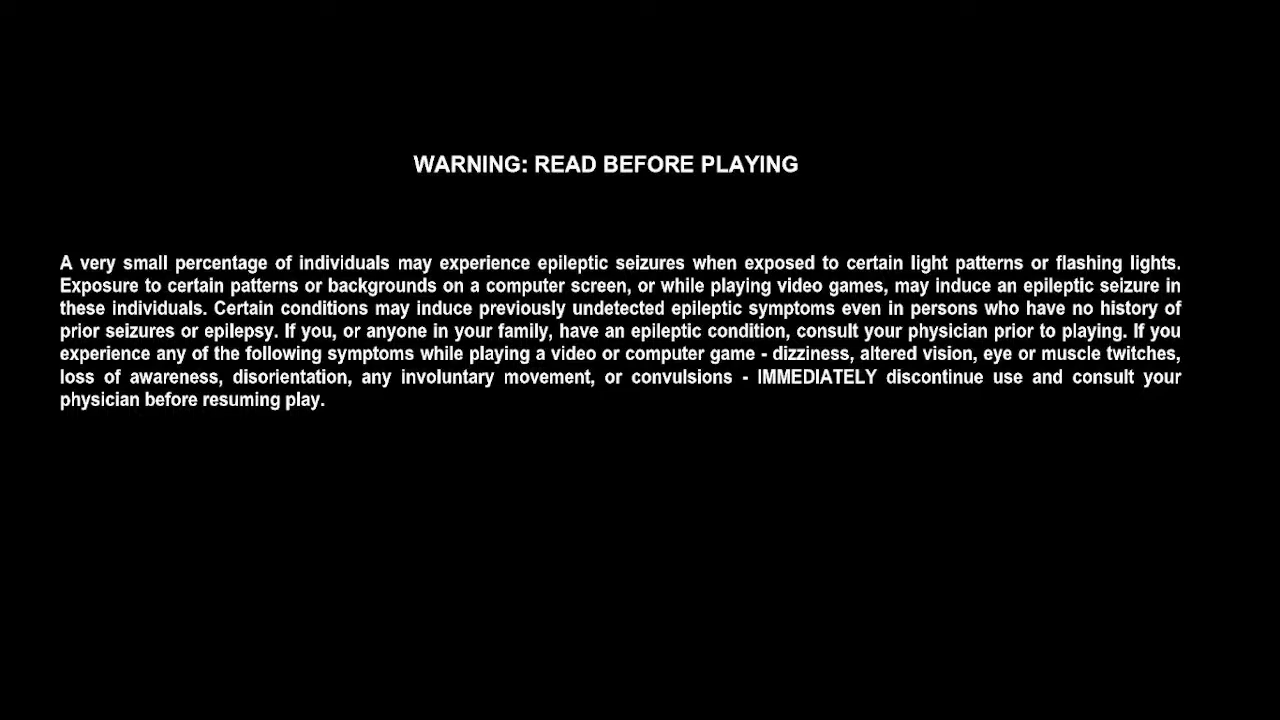 WARNING: READ BEFORE PLAYING
A very small percentage of individuals may experience epileptic seizures when exposed to certain light patterns or flashing lights.
Exposure to certain patterns or backgrounds on a computer screen, or while playing video games, may induce an epileptic seizure in
these individuals. Certain conditions may induce previously undetected epileptic symptoms even in persons who have no history of
prior seizures or epilepsy. If you, or anyone in your family, have an epileptic condition, consult your physician prior to playing. If you
experience any of the following symptoms while playing a video or computer game - dizziness, altered vision, eye or muscle twitches,
loss of awareness, disorientation, any involuntary movement, or convulsions - IMMEDIATELY discontinue use and consult your
physician before resuming play.